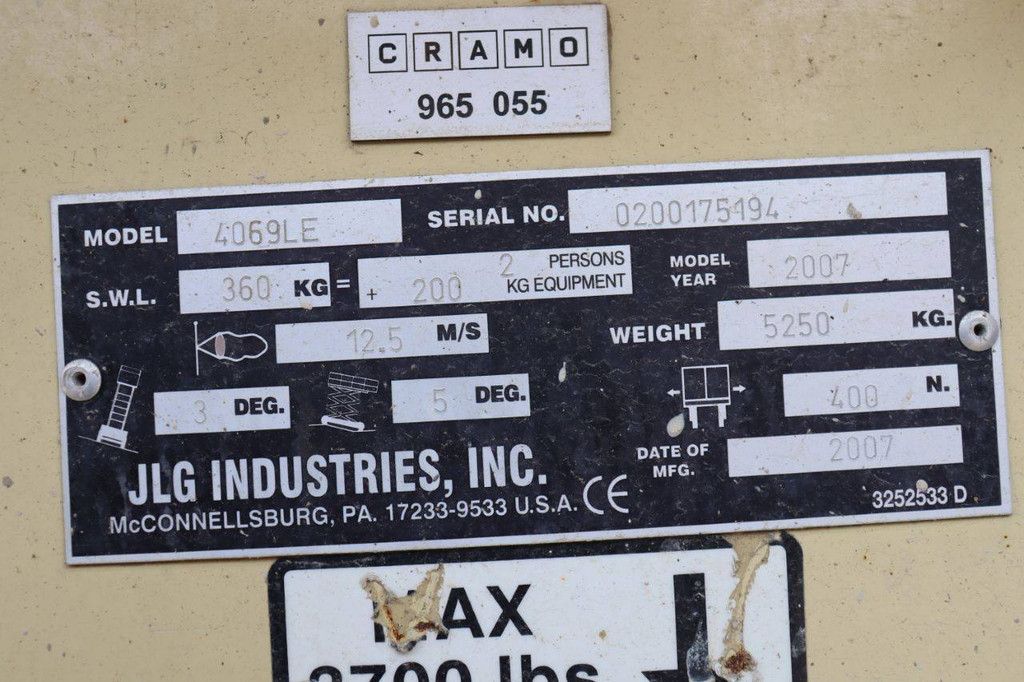 CRAMO
965 055
MODEL 4069LE SERIAL NO. 0200175194
S.W.L. 360 KG = 2 PERSONS + 200 KG EQUIPMENT MODEL YEAR 2007
12.5 M/S WEIGHT 5250 KG.
3 DEG. 5 DEG. 400 N.
DATE OF MFG. 2007
JLG INDUSTRIES, INC.
McCONNELLSBURG, PA. 17233-9533 U.S.A. CE
3252533 D
MAX
lbs